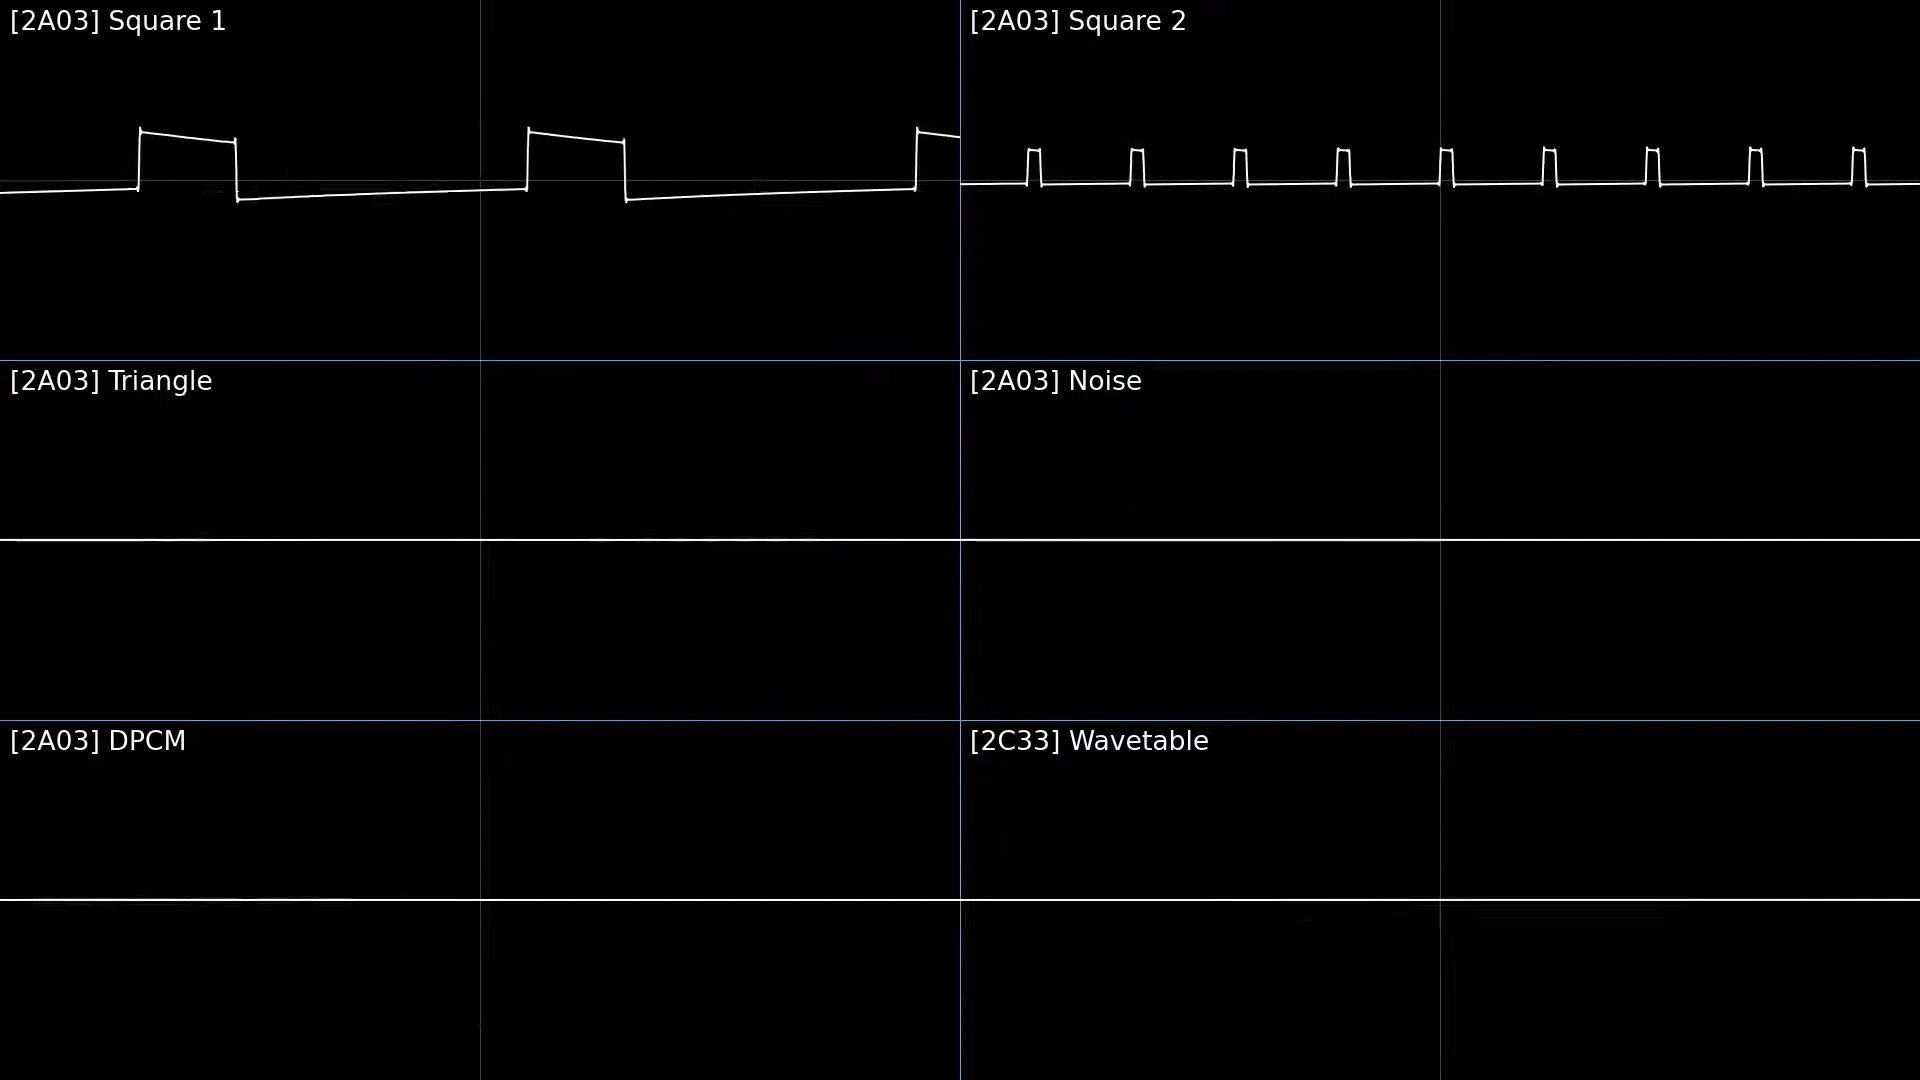 [2A03] Square 1
[2A03] Square 2
[2A03] Triangle
[2A03] Noise
[2A03] DPCM
[2C33] Wavetable